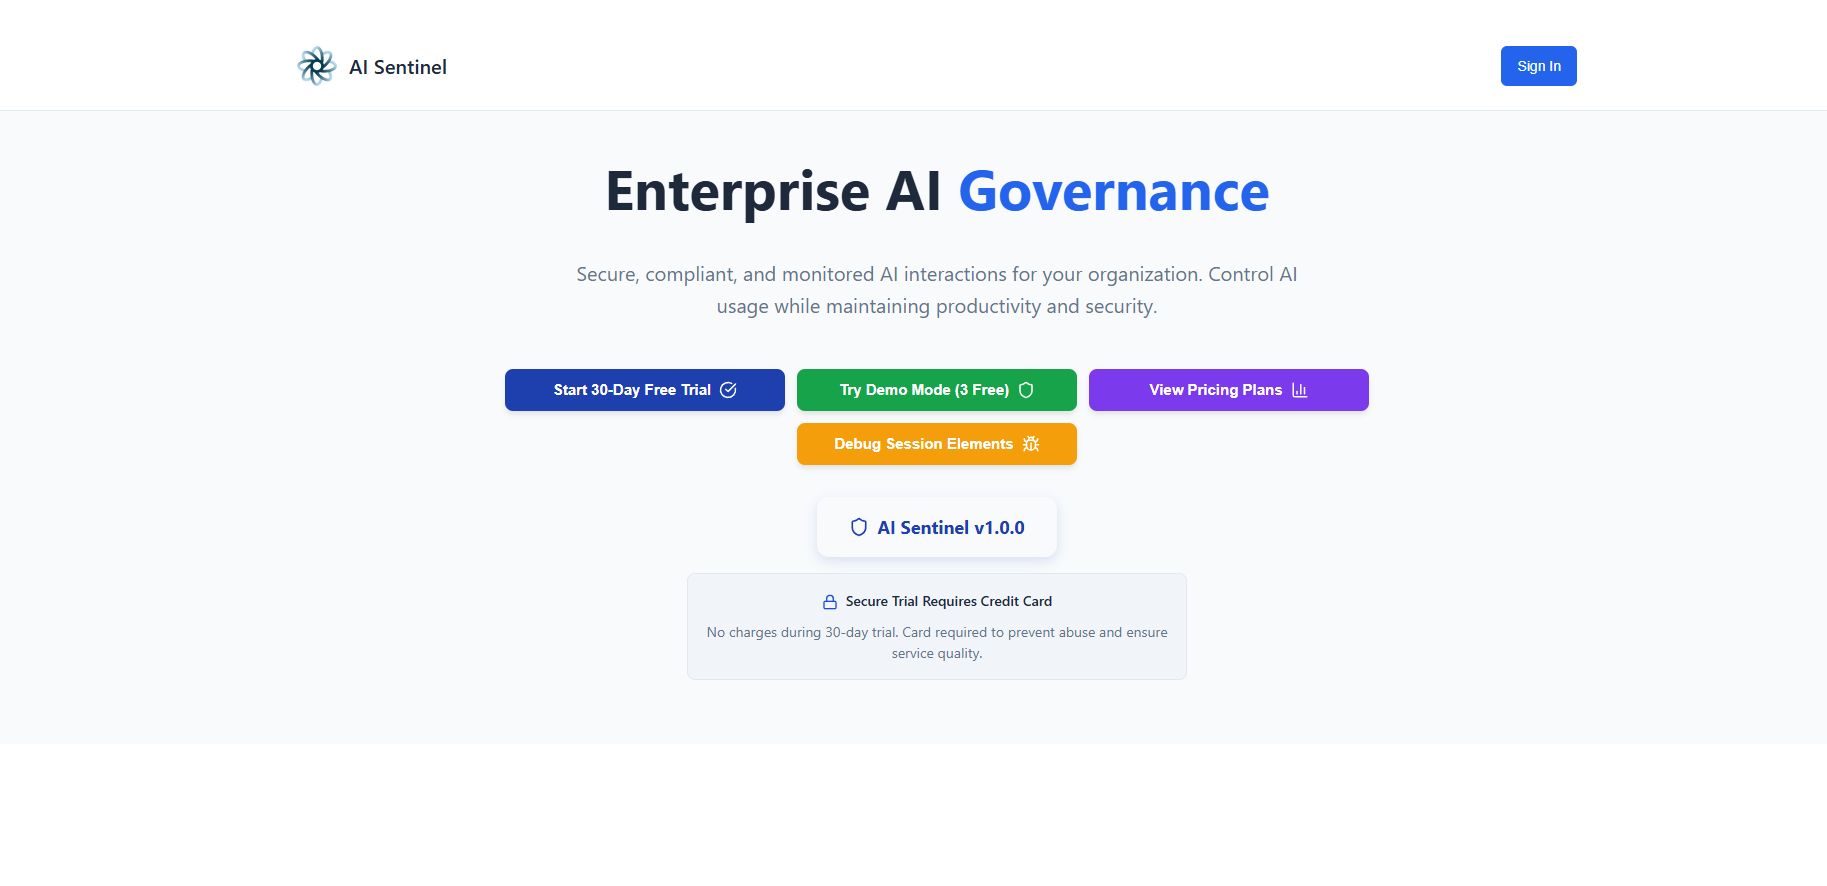 AI Sentinel
Sign In
Enterprise AI Governance
Secure, compliant, and monitored AI interactions for your organization. Control AI
usage while maintaining productivity and security.
Start 30-Day Free Trial
Try Demo Mode (3 Free)
View Pricing Plans
Debug Session Elements
AI Sentinel v1.0.0
Secure Trial Requires Credit Card
No charges during 30-day trial. Card required to prevent abuse and ensure
service quality.